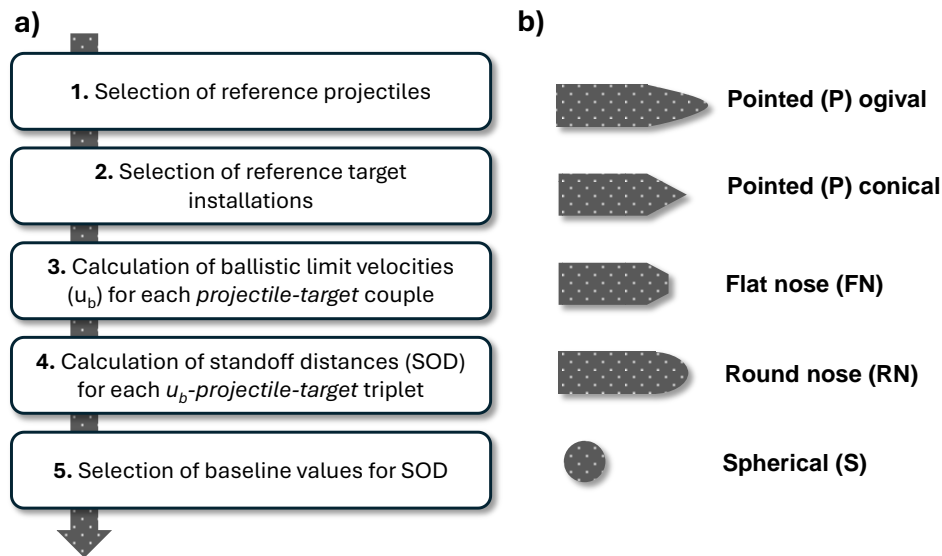 a)
1. Selection of reference projectiles
2. Selection of reference target
installations
3. Calculation of ballistic limit velocities
(u_b) for each projectile-target couple
4. Calculation of standoff distances (SOD)
for each u_b-projectile-target triplet
5. Selection of baseline values for SOD
b)
Pointed (P) ogival
Pointed (P) conical
Flat nose (FN)
Round nose (RN)
Spherical (S)